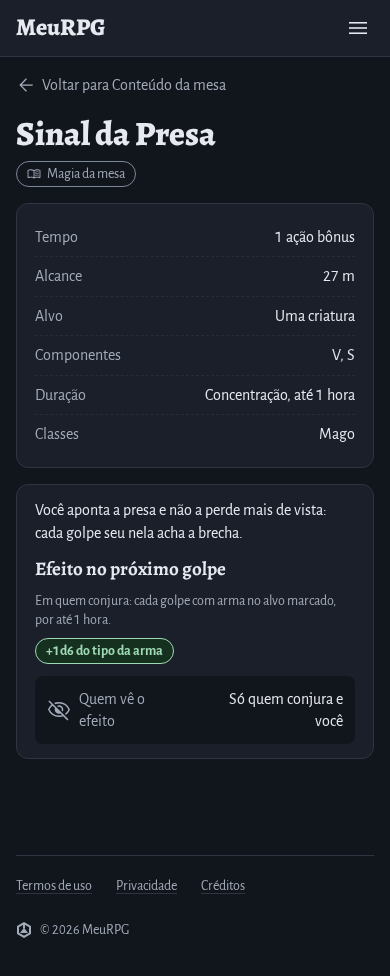 MeuRPG
Voltar para Conteúdo da mesa
Sinal da Presa
Magia da mesa
Tempo 1 ação bônus
Alcance 27 m
Alvo Uma criatura
Componentes V, S
Duração Concentração, até 1 hora
Classes Mago
Você aponta a presa e não a perde mais de vista:
cada golpe seu nela acha a brecha.
Efeito no próximo golpe
Em quem conjura: cada golpe com arma no alvo marcado,
por até 1 hora.
+1d6 do tipo da arma
Quem vê o Só quem conjura e
efeito você
Termos de uso Privacidade Créditos
© 2026 MeuRPG